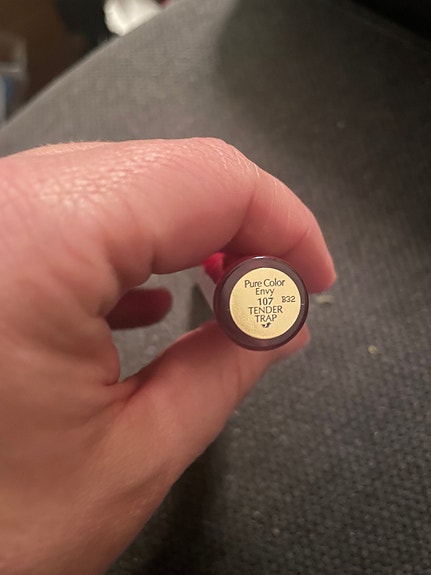 Pure Color
Envy
107 B32
TENDER
TRAP